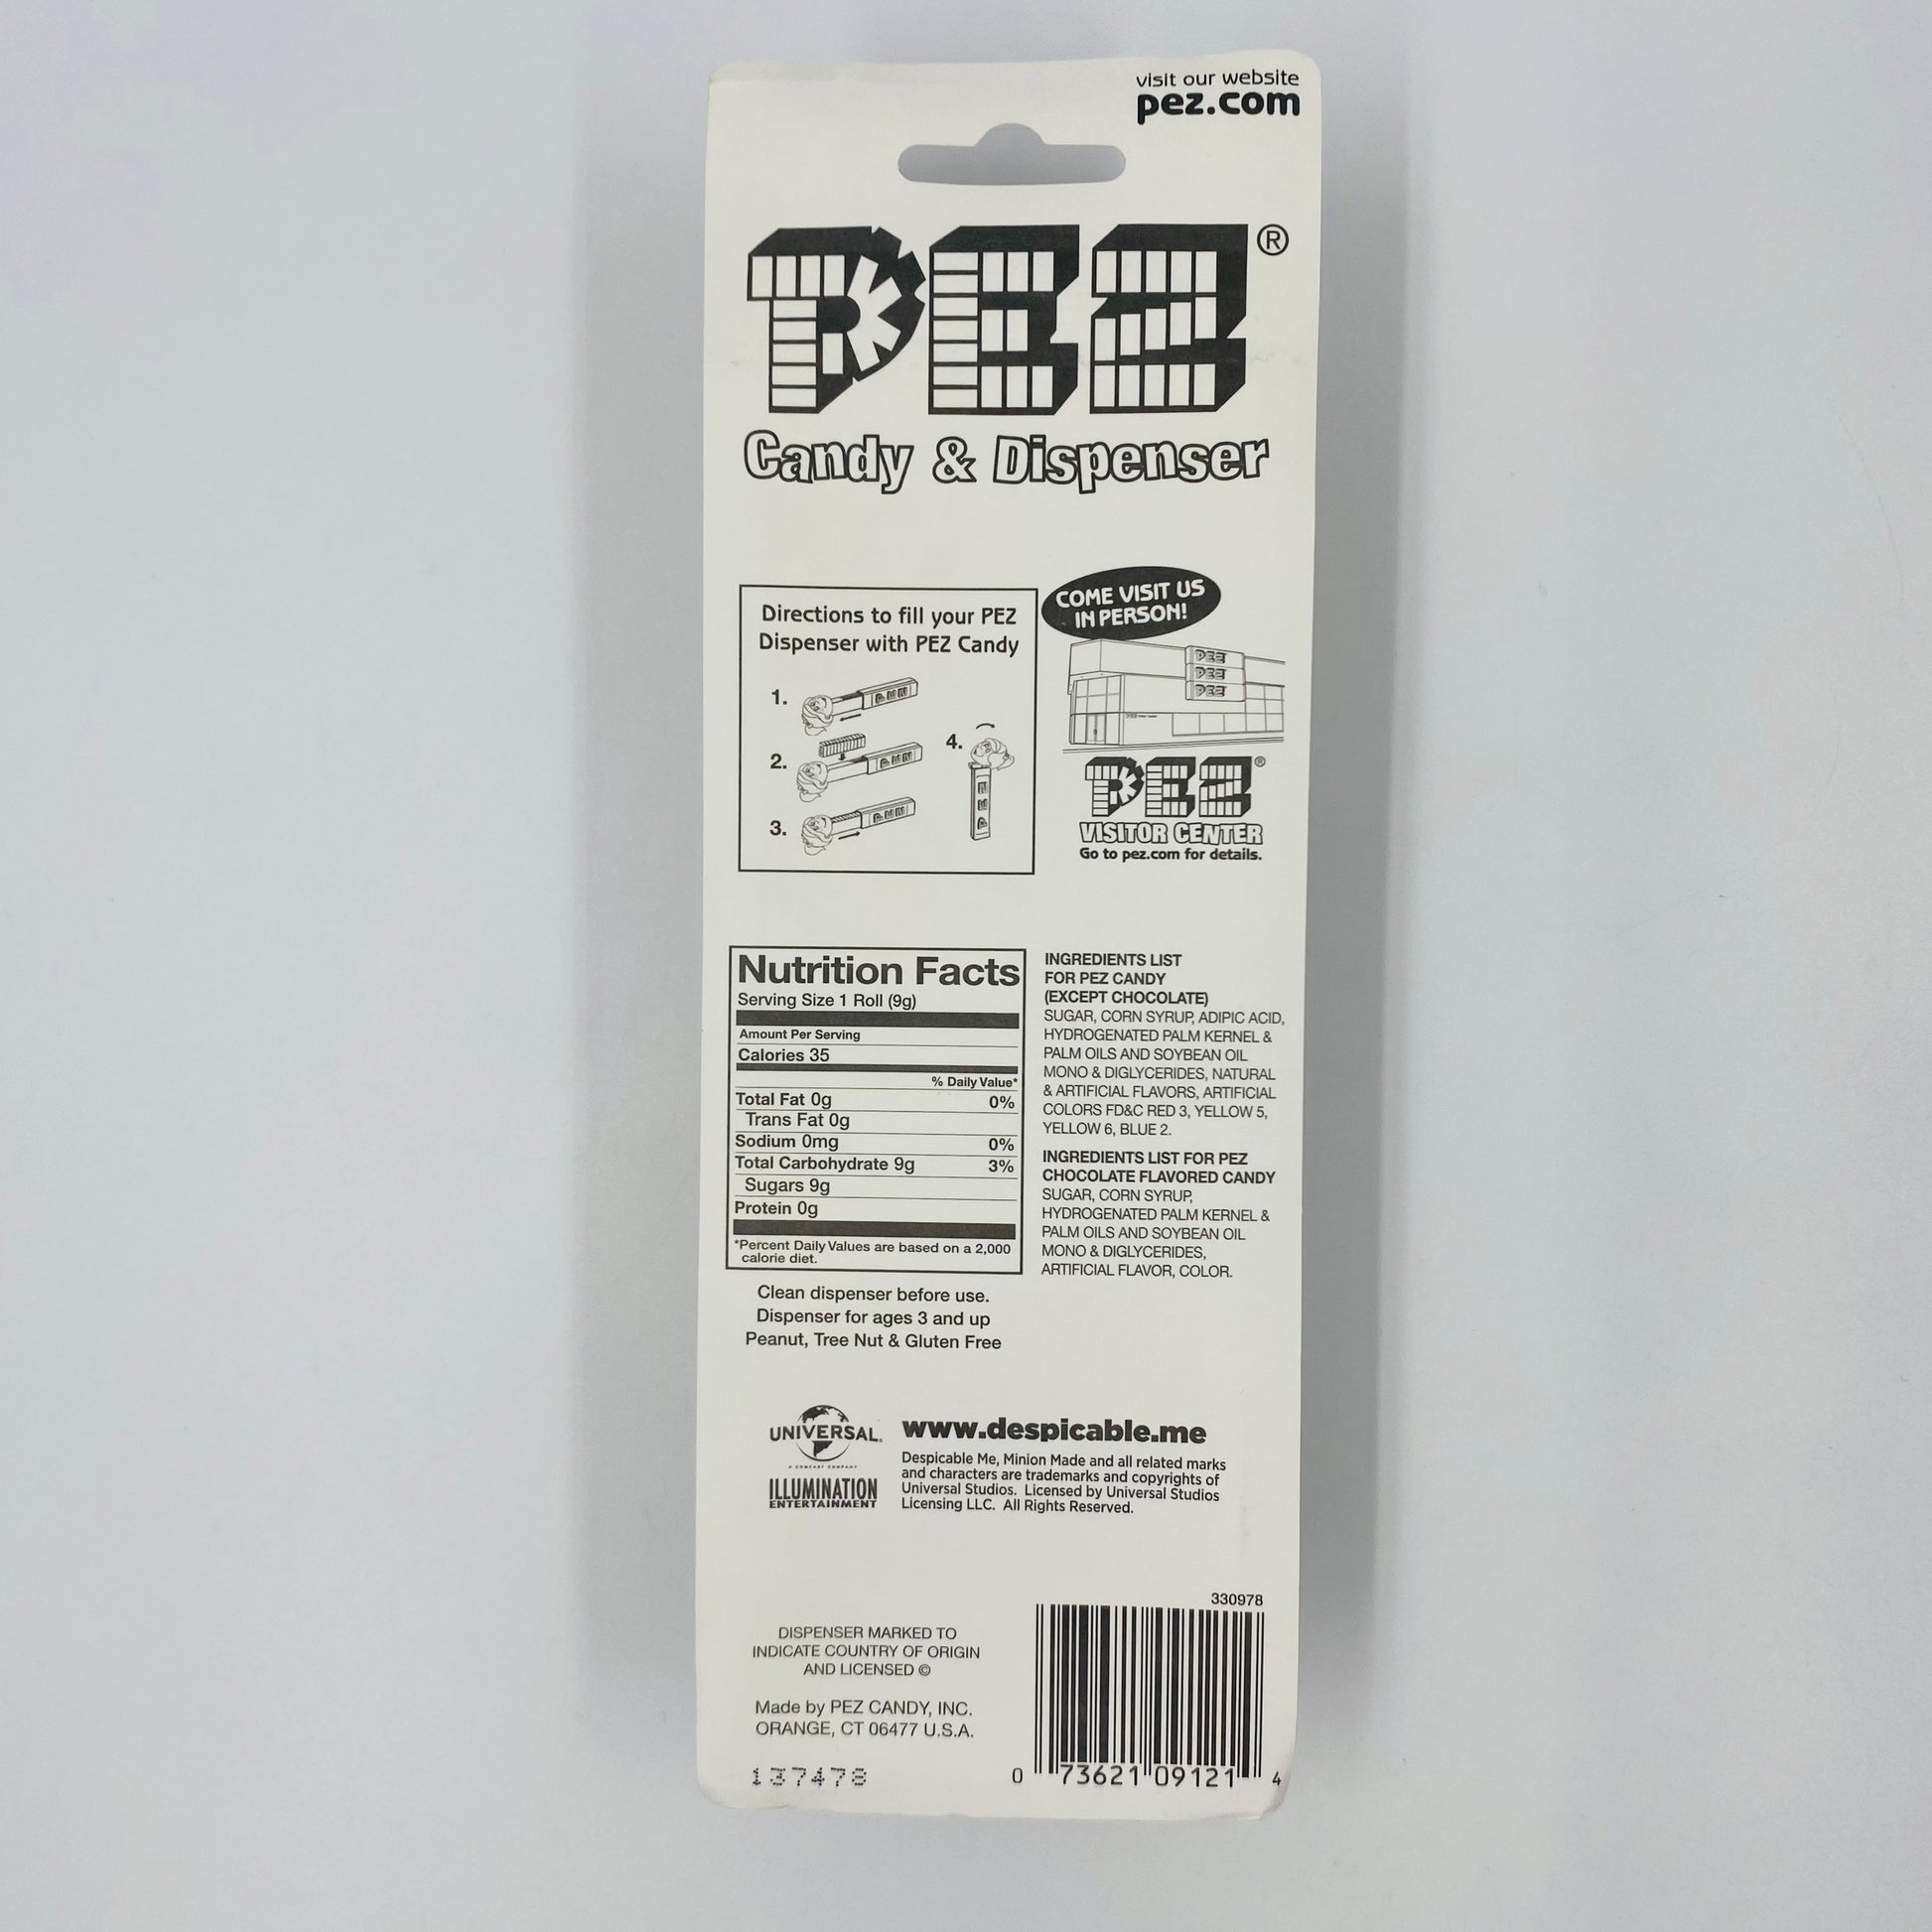 visit our website
pez.com
PEZ®
Candy & Dispenser
Directions to fill your PEZ
Dispenser with PEZ Candy
1.
2.
3.
4.
COME VISIT US
IN PERSON!
PEZ
PEZ
PEZ
PEZ®
VISITOR CENTER
Go to pez.com for details.
Nutrition Facts
Serving Size 1 Roll (9g)
Amount Per Serving
Calories 35
% Daily Value*
Total Fat 0g 0%
Trans Fat 0g
Sodium 0mg 0%
Total Carbohydrate 9g 3%
Sugars 9g
Protein 0g
*Percent Daily Values are based on a 2,000
calorie diet.
INGREDIENTS LIST
FOR PEZ CANDY
(EXCEPT CHOCOLATE)
SUGAR, CORN SYRUP, ADIPIC ACID,
HYDROGENATED PALM KERNEL &
PALM OILS AND SOYBEAN OIL
MONO & DIGLYCERIDES, NATURAL
& ARTIFICIAL FLAVORS, ARTIFICIAL
COLORS FD&C RED 3, YELLOW 5,
YELLOW 6, BLUE 2.
INGREDIENTS LIST FOR PEZ
CHOCOLATE FLAVORED CANDY
SUGAR, CORN SYRUP,
HYDROGENATED PALM KERNEL &
PALM OILS AND SOYBEAN OIL
MONO & DIGLYCERIDES,
ARTIFICIAL FLAVOR, COLOR.
Clean dispenser before use.
Dispenser for ages 3 and up
Peanut, Tree Nut & Gluten Free
UNIVERSAL
A COMCAST COMPANY
ILLUMINATION
ENTERTAINMENT
www.despicable.me
Despicable Me, Minion Made and all related marks
and characters are trademarks and copyrights of
Universal Studios. Licensed by Universal Studios
Licensing LLC. All Rights Reserved.
DISPENSER MARKED TO
INDICATE COUNTRY OF ORIGIN
AND LICENSED ©
Made by PEZ CANDY, INC.
ORANGE, CT 06477 U.S.A.
137478
330978
0 73621 09121 4